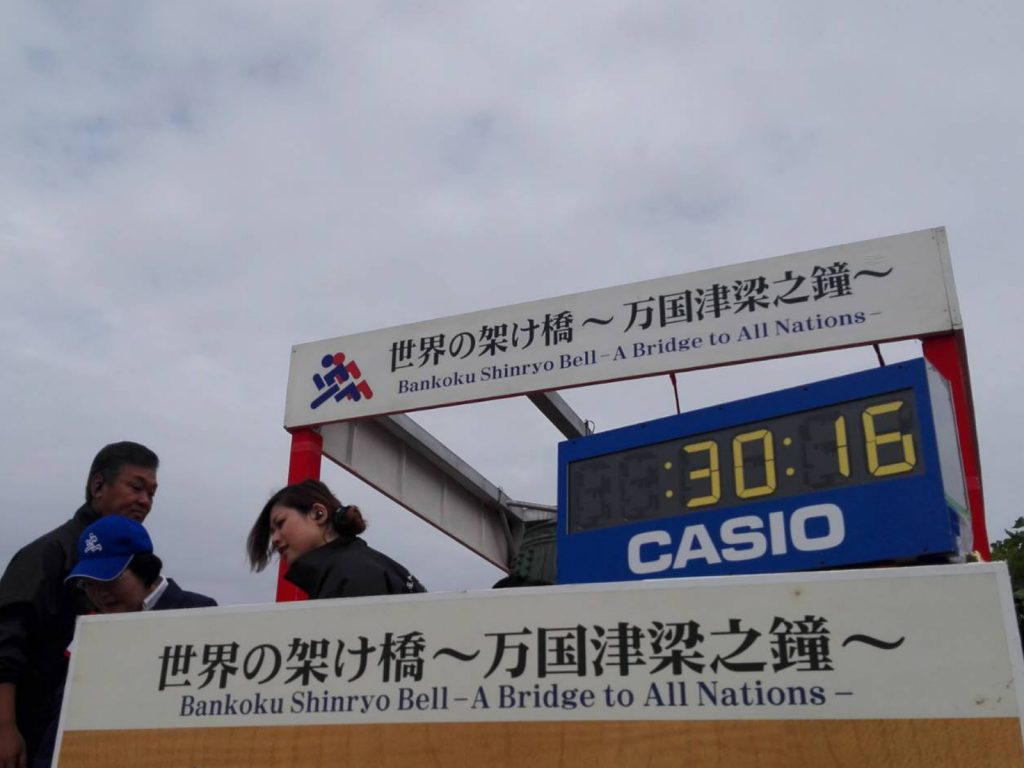 世界の架け橋～万国津梁之鐘～
Bankoku Shinryo Bell – A Bridge to All Nations –
:30:16
CASIO
世界の架け橋～万国津梁之鐘～
Bankoku Shinryo Bell – A Bridge to All Nations –